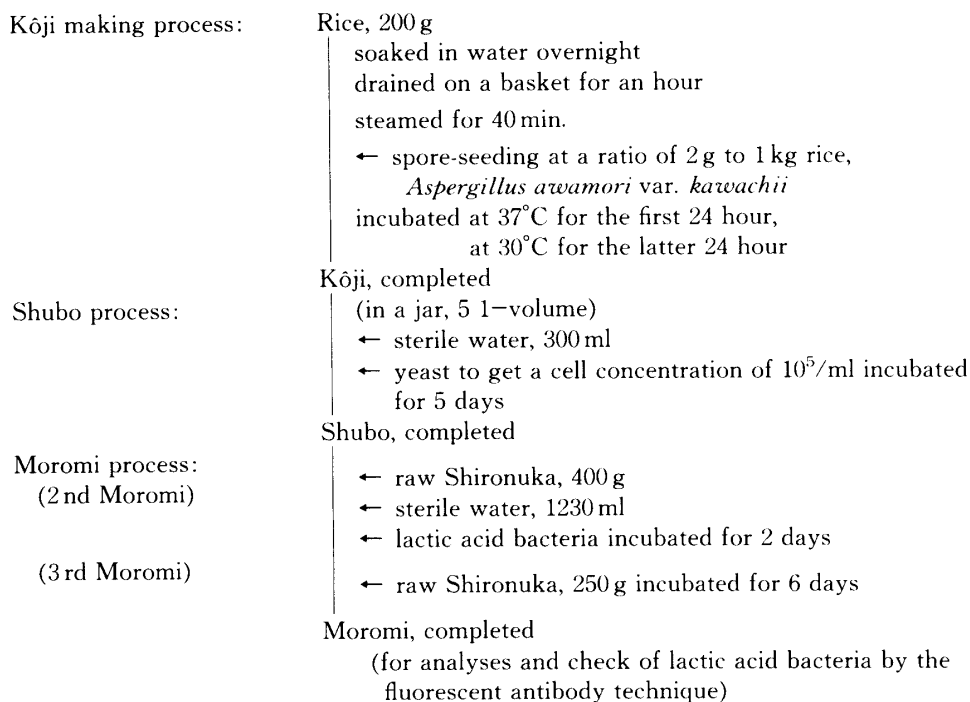 Kôji making process: Rice, 200 g
soaked in water overnight
drained on a basket for an hour
steamed for 40 min.
← spore-seeding at a ratio of 2 g to 1 kg rice,
Aspergillus awamori var. kawachii
incubated at 37°C for the first 24 hour,
at 30°C for the latter 24 hour
Kôji, completed
Shubo process: (in a jar, 5 l-volume)
← sterile water, 300 ml
← yeast to get a cell concentration of 10⁵/ml incubated
for 5 days
Shubo, completed
Moromi process:
(2 nd Moromi) ← raw Shironuka, 400 g
← sterile water, 1230 ml
← lactic acid bacteria incubated for 2 days
(3 rd Moromi) ← raw Shironuka, 250 g incubated for 6 days
Moromi, completed
(for analyses and check of lactic acid bacteria by the
fluorescent antibody technique)